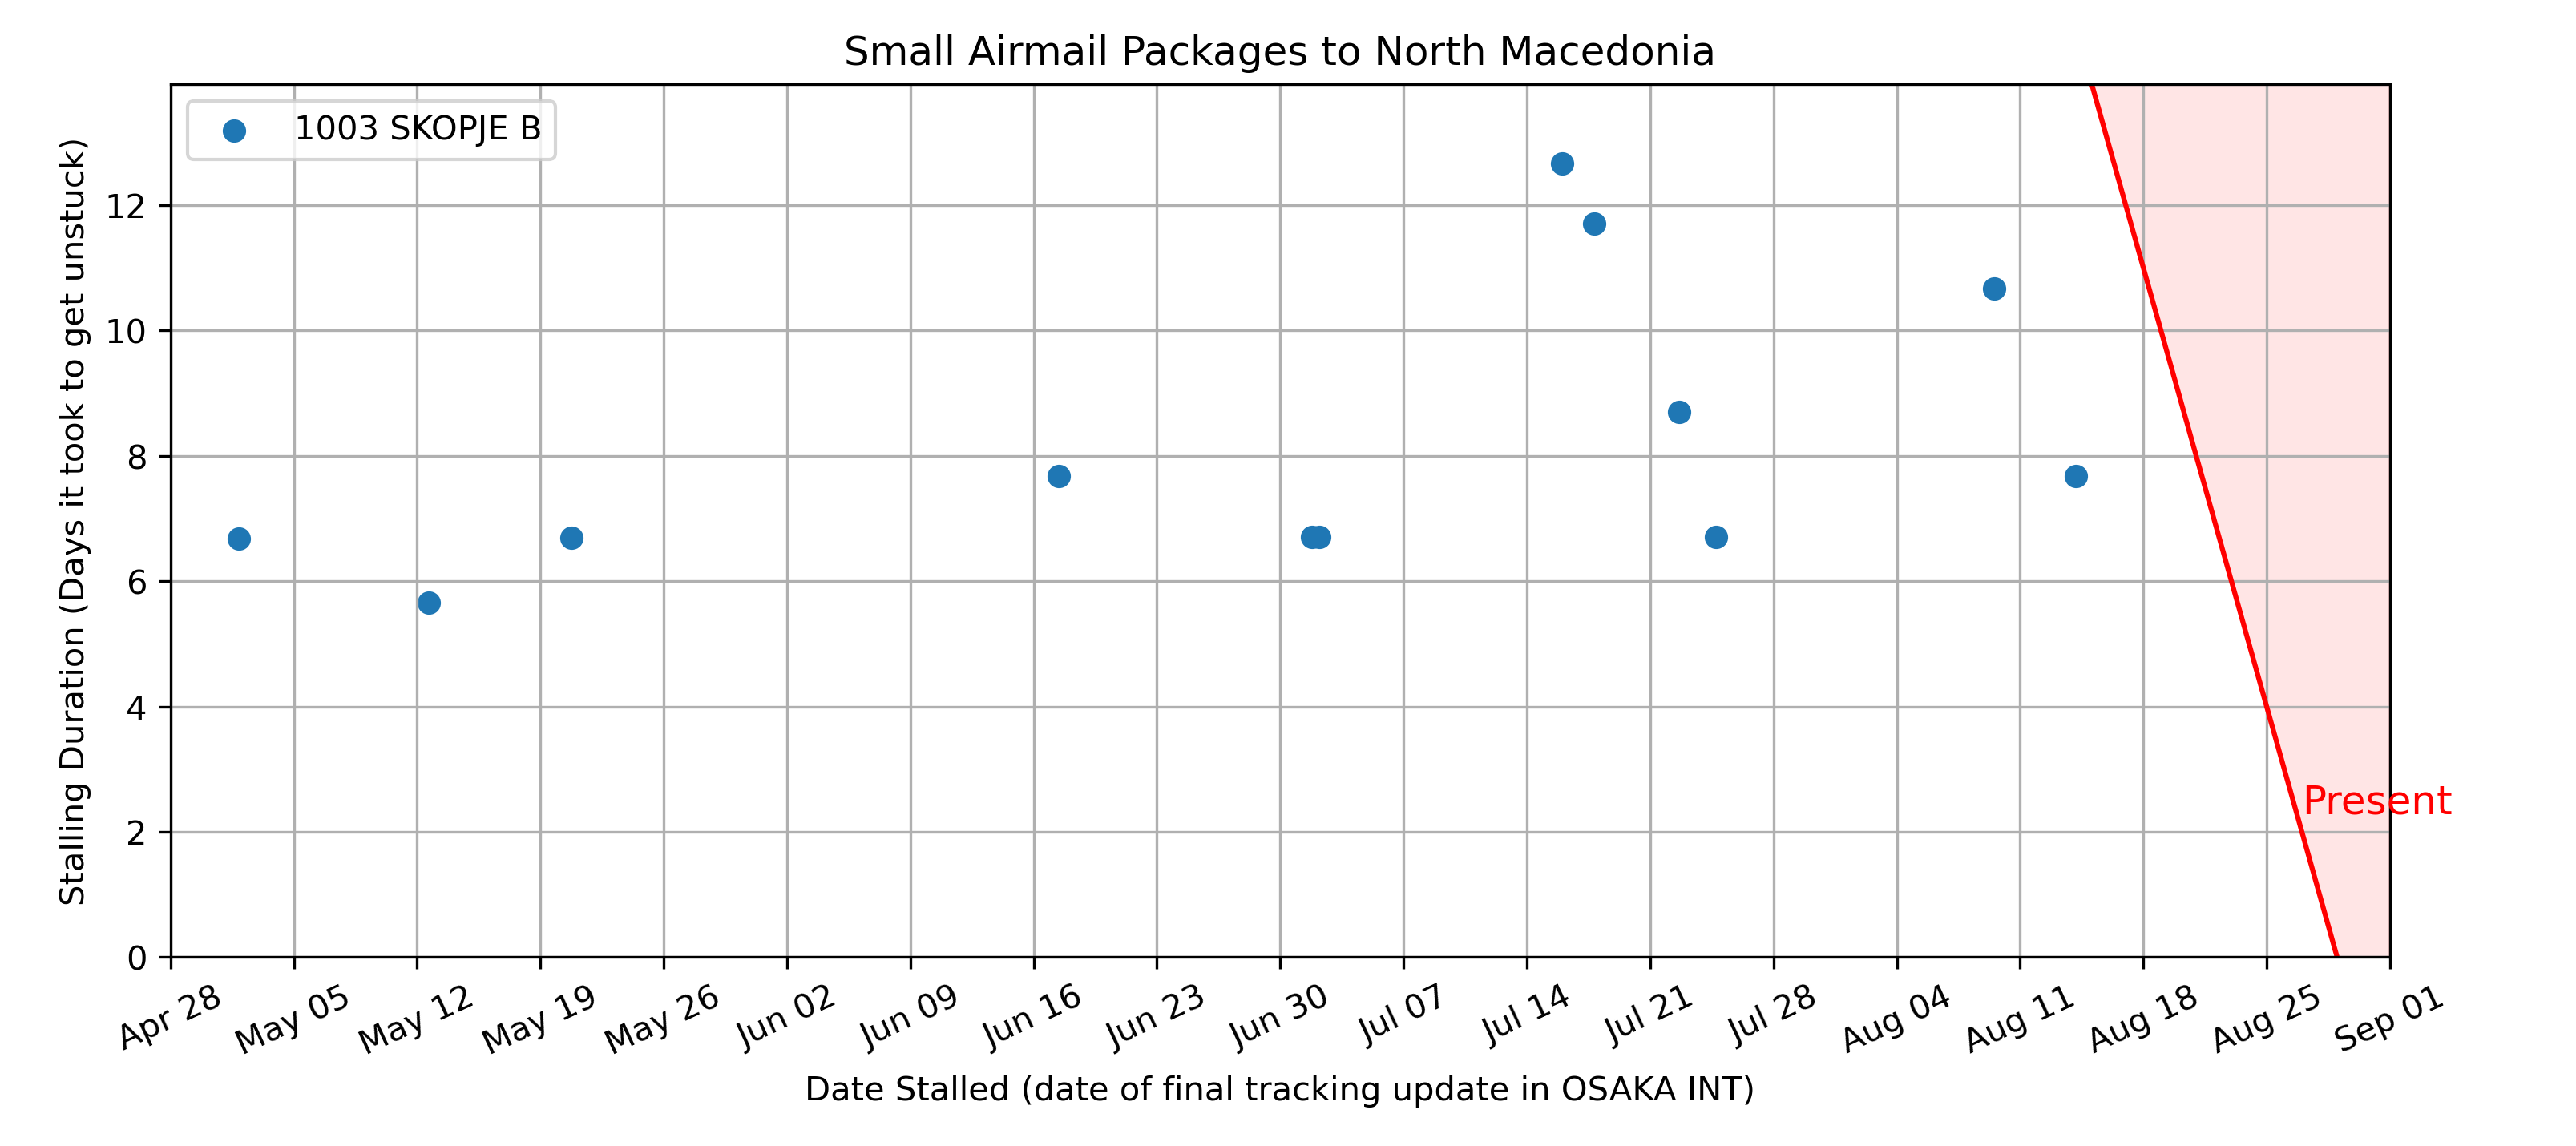 Small Airmail Packages to North Macedonia
1003 SKOPJE B
Stalling Duration (Days it took to get unstuck)
12
10
8
6
4
2
0
Present
Apr 28
May 05
May 12
May 19
May 26
Jun 02
Jun 09
Jun 16
Jun 23
Jun 30
Jul 07
Jul 14
Jul 21
Jul 28
Aug 04
Aug 11
Aug 18
Aug 25
Sep 01
Date Stalled (date of final tracking update in OSAKA INT)